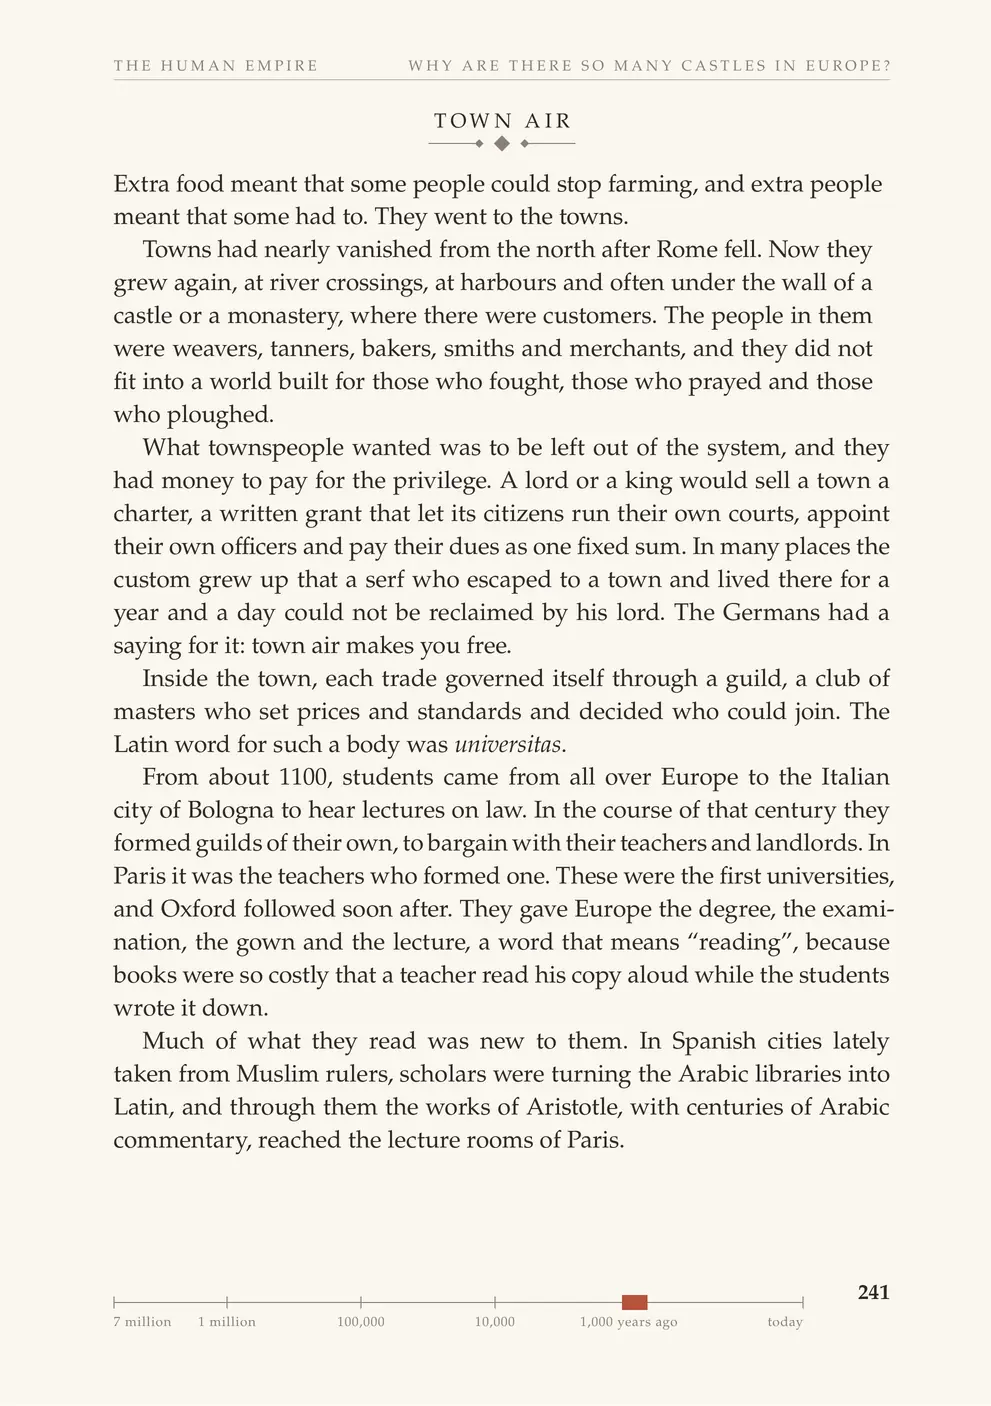 THE HUMAN EMPIRE
WHY ARE THERE SO MANY CASTLES IN EUROPE?
TOWN AIR
Extra food meant that some people could stop farming, and extra people
meant that some had to. They went to the towns.
Towns had nearly vanished from the north after Rome fell. Now they
grew again, at river crossings, at harbours and often under the wall of a
castle or a monastery, where there were customers. The people in them
were weavers, tanners, bakers, smiths and merchants, and they did not
fit into a world built for those who fought, those who prayed and those
who ploughed.
What townspeople wanted was to be left out of the system, and they
had money to pay for the privilege. A lord or a king would sell a town a
charter, a written grant that let its citizens run their own courts, appoint
their own officers and pay their dues as one fixed sum. In many places the
custom grew up that a serf who escaped to a town and lived there for a
year and a day could not be reclaimed by his lord. The Germans had a
saying for it: town air makes you free.
Inside the town, each trade governed itself through a guild, a club of
masters who set prices and standards and decided who could join. The
Latin word for such a body was universitas.
From about 1100, students came from all over Europe to the Italian
city of Bologna to hear lectures on law. In the course of that century they
formed guilds of their own, to bargain with their teachers and landlords. In
Paris it was the teachers who formed one. These were the first universities,
and Oxford followed soon after. They gave Europe the degree, the exami-
nation, the gown and the lecture, a word that means “reading”, because
books were so costly that a teacher read his copy aloud while the students
wrote it down.
Much of what they read was new to them. In Spanish cities lately
taken from Muslim rulers, scholars were turning the Arabic libraries into
Latin, and through them the works of Aristotle, with centuries of Arabic
commentary, reached the lecture rooms of Paris.
241
7 million 1 million 100,000 10,000 1,000 years ago today